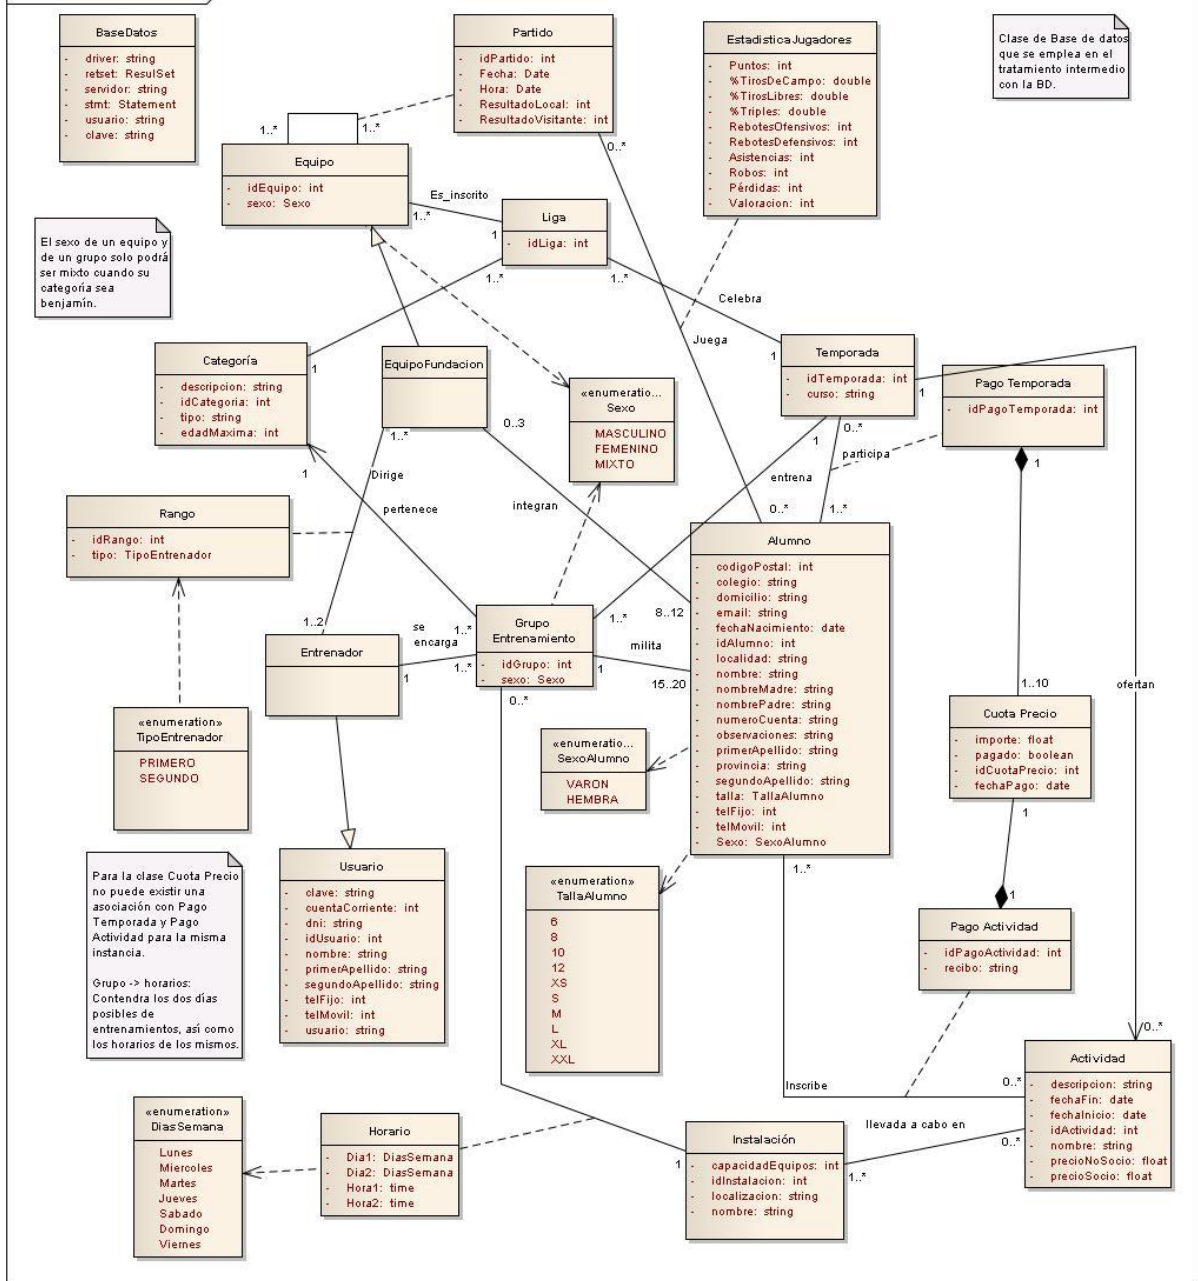 BaseDatos
- driver: string
- retset: ResulSet
- servidor: string
- stmt: Statement
- usuario: string
- clave: string
Partido
- idPartido: int
- Fecha: Date
- Hora: Date
- ResultadoLocal: int
- ResultadoVisitante: int
EstadisticaJugadores
- Puntos: int
- %TirosDeCampo: double
- %TirosLibres: double
- %Triples: double
- RebotesOfensivos: int
- RebotesDefensivos: int
- Asistencias: int
- Robos: int
- Pérdidas: int
- Valoracion: int
Clase de Base de datos
que se emplea en el
tratamiento intermedio
con la BD.
1..*
1..*
0..*
Equipo
- idEquipo: int
- sexo: Sexo
Es_inscrito
1..*
1
Liga
- idLiga: int
1..*
1..*
El sexo de un equipo y
de un grupo solo podrá
ser mixto cuando su
categoría sea
benjamín.
Celebra
Juega
1
Categoría
- descripcion: string
- idCategoria: int
- tipo: string
- edadMaxima: int
1
1
EquipoFundacion
1..*
0..3
«enumeratio...
Sexo
MASCULINO
FEMENINO
MIXTO
Temporada
- idTemporada: int
- curso: string
1
1
0..*
Pago Temporada
- idPagoTemporada: int
1
participa
entrena
Dirige
pertenece
integran
Rango
- idRango: int
- tipo: TipoEntrenador
0..*
1..*
Alumno
- codigoPostal: int
- colegio: string
- domicilio: string
- email: string
- fechaNacimiento: date
- idAlumno: int
- localidad: string
- nombre: string
- nombreMadre: string
- nombrePadre: string
- numeroCuenta: string
- observaciones: string
- primerApellido: string
- provincia: string
- segundoApellido: string
- talla: TallaAlumno
- telFijo: int
- telMovil: int
- Sexo: SexoAlumno
8..12
1..2
Entrenador
se
encarga
1..*
1..*
1
Grupo
Entrenamiento
- idGrupo: int
- sexo: Sexo
1..*
milita
1
15..20
0..*
1..10
ofertan
Cuota Precio
- importe: float
- pagado: boolean
- idCuotaPrecio: int
- fechaPago: date
1
«enumeration»
TipoEntrenador
PRIMERO
SEGUNDO
«enumeratio...
SexoAlumno
VARON
HEMBRA
Para la clase Cuota Precio
no puede existir una
asociación con Pago
Temporada y Pago
Actividad para la misma
instancia.
Grupo -> horarios:
Contendra los dos días
posibles de
entrenamientos, así como
los horarios de los mismos.
Usuario
- clave: string
- cuentaCorriente: int
- dni: string
- idUsuario: int
- nombre: string
- primerApellido: string
- segundoApellido: string
- telFijo: int
- telMovil: int
- usuario: string
«enumeration»
TallaAlumno
6
8
10
12
XS
S
M
L
XL
XXL
1..*
1
Pago Actividad
- idPagoActividad: int
- recibo: string
0..*
Actividad
- descripcion: string
- fechaFin: date
- fechaInicio: date
- idActividad: int
- nombre: string
- precioNoSocio: float
- precioSocio: float
Inscribe
0..*
llevada a cabo en
0..*
«enumeration»
DiasSemana
Lunes
Miercoles
Martes
Jueves
Sabado
Domingo
Viernes
Horario
- Dia1: DiasSemana
- Dia2: DiasSemana
- Hora1: time
- Hora2: time
Instalación
- capacidadEquipos: int
- idInstalacion: int
- localizacion: string
- nombre: string
1
1..*